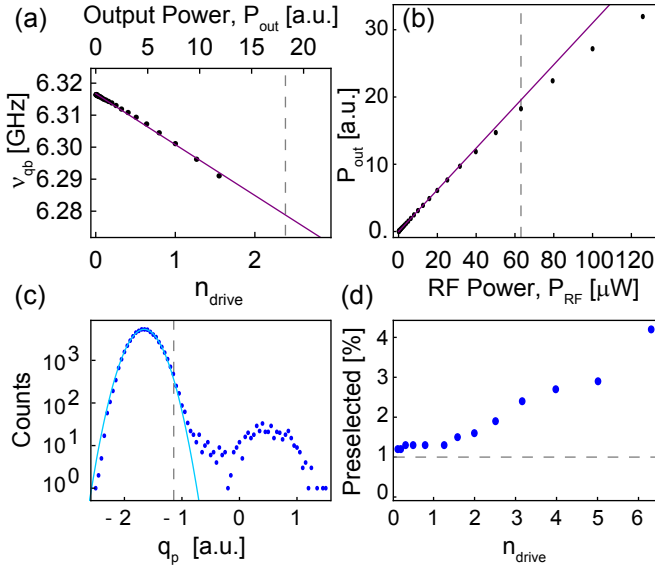 (a)
Output Power, P_out [a.u.]
0 10 20
6.32
6.31
6.30
6.29
6.28
ν_qb [GHz]
0 1 2
n_drive
(b)
30
20
10
0.
P_out [a.u.]
0 20 40 60 80 100 120
RF Power, P_RF [μW]
(c)
10^3
10^2
10^1
10^0
Counts
- 2 - 1 0 1
q_p [a.u.]
(d)
4
3
2
1
Preselected [%]
0 1 2 3 4 5 6
n_drive